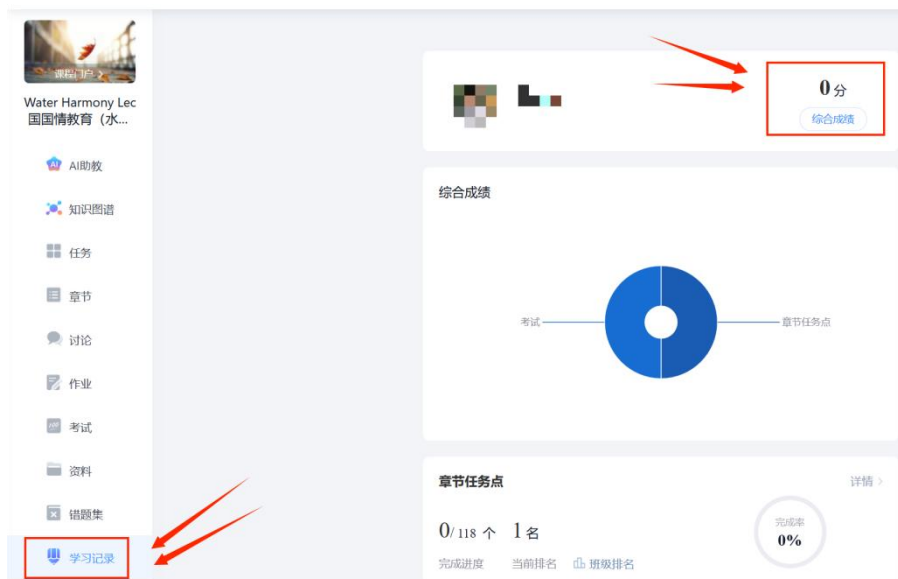 课程门户 >
Water Harmony Lec
国国情教育（水...
AI助教
知识图谱
任务
章节
讨论
作业
考试
资料
错题集
学习记录
0分
综合成绩
综合成绩
考试
章节任务点
章节任务点
详情 >
0/118 个 1名
完成进度 当前排名 班级排名
完成率
0%